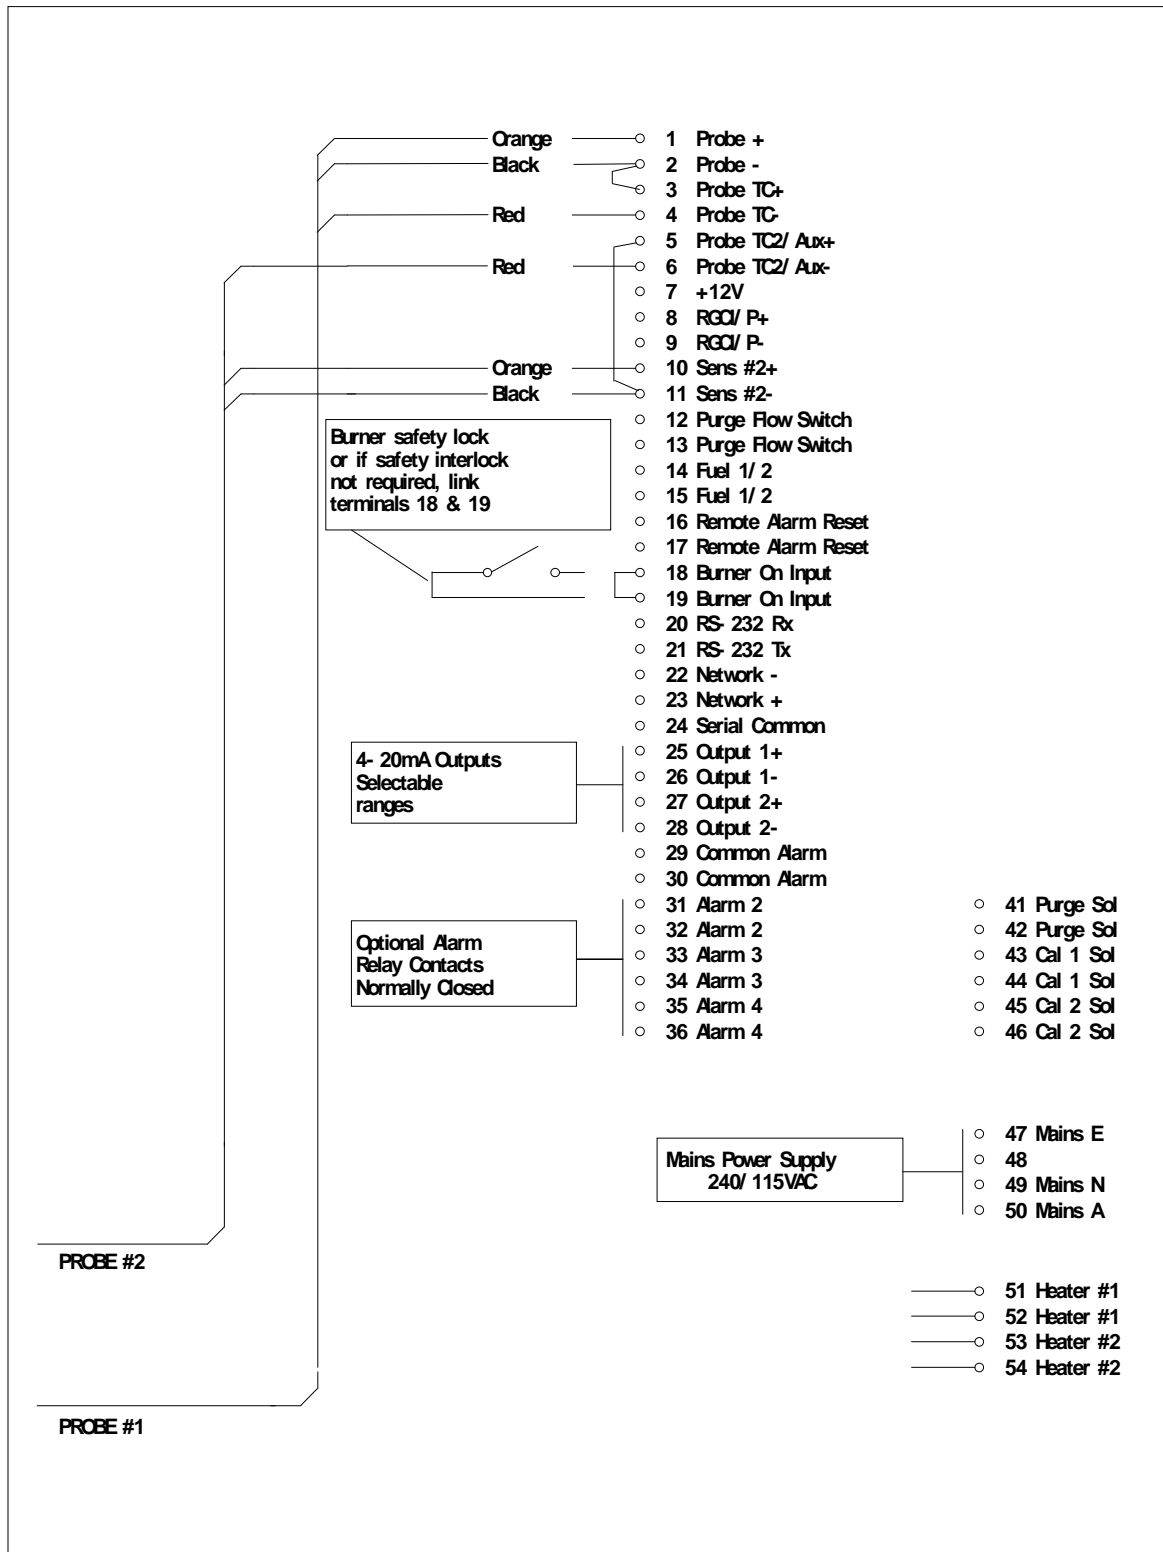 Orange 1 Probe +
Black 2 Probe -
3 Probe TC+
Red 4 Probe TC-
5 Probe TC2/ Aux+
Red 6 Probe TC2/ Aux-
7 +12V
8 RGCI/ P+
9 RGCI/ P-
Orange 10 Sens #2+
Black 11 Sens #2-
12 Purge Flow Switch
13 Purge Flow Switch
14 Fuel 1/ 2
15 Fuel 1/ 2
16 Remote Alarm Reset
17 Remote Alarm Reset
18 Burner On Input
19 Burner On Input
20 RS- 232 Rx
21 RS- 232 Tx
22 Network -
23 Network +
24 Serial Common
25 Output 1+
26 Output 1-
27 Output 2+
28 Output 2-
29 Common Alarm
30 Common Alarm
31 Alarm 2
32 Alarm 2
33 Alarm 3
34 Alarm 3
35 Alarm 4
36 Alarm 4
Burner safety lock
or if safety interlock
not required, link
terminals 18 & 19
4- 20mA Outputs
Selectable
ranges
Optional Alarm
Relay Contacts
Normally Closed
41 Purge Sol
42 Purge Sol
43 Cal 1 Sol
44 Cal 1 Sol
45 Cal 2 Sol
46 Cal 2 Sol
Mains Power Supply
240/ 115VAC
47 Mains E
48
49 Mains N
50 Mains A
51 Heater #1
52 Heater #1
53 Heater #2
54 Heater #2
PROBE #2
PROBE #1